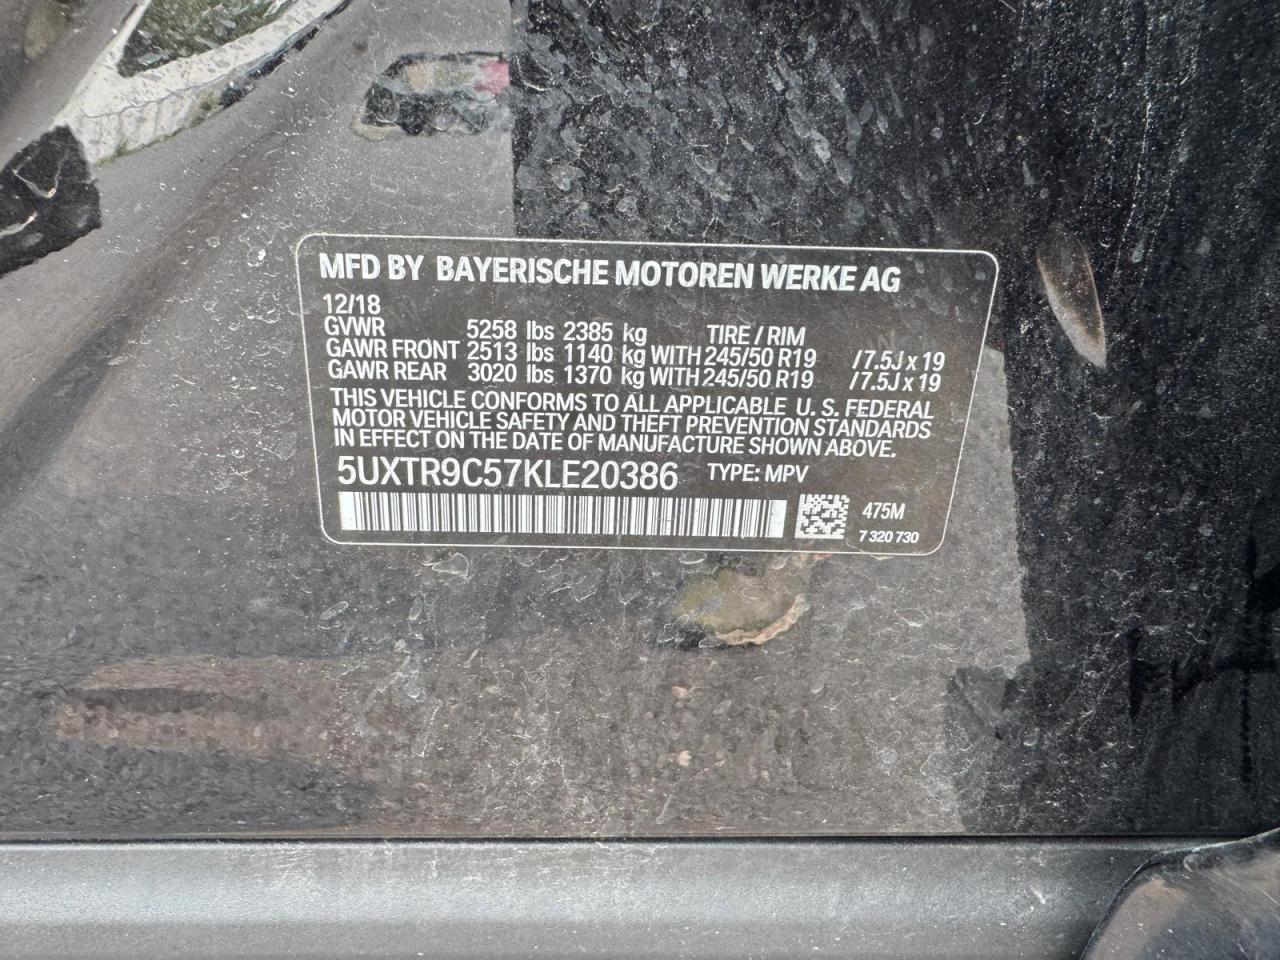 MFD BY BAYERISCHE MOTOREN WERKE AG
12/18
GVWR 5258 lbs 2385 kg TIRE / RIM
GAWR FRONT 2513 lbs 1140 kg WITH 245/50 R19 /7.5J x 19
GAWR REAR 3020 lbs 1370 kg WITH 245/50 R19 /7.5J x 19
THIS VEHICLE CONFORMS TO ALL APPLICABLE U. S. FEDERAL
MOTOR VEHICLE SAFETY AND THEFT PREVENTION STANDARDS
IN EFFECT ON THE DATE OF MANUFACTURE SHOWN ABOVE.
5UXTR9C57KLE20386 TYPE: MPV
475M
7 320 730